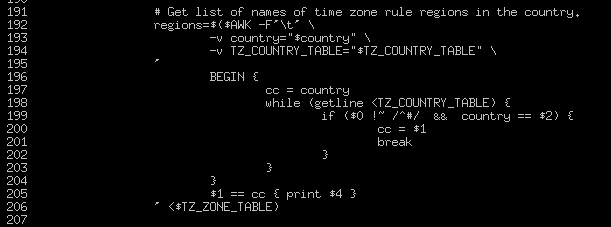 191 # Get list of names of time zone rule regions in the country.
192 regions=$($AWK -F'\t' \
193 -v country="$country" \
194 -v TZ_COUNTRY_TABLE="$TZ_COUNTRY_TABLE" \
195 '
196 BEGIN {
197 cc = country
198 while (getline <TZ_COUNTRY_TABLE) {
199 if ($0 !~ /^#/ && country == $2) {
200 cc = $1
201 break
202 }
203 }
204 }
205 $1 == cc { print $4 }
206 ' <$TZ_ZONE_TABLE)
207